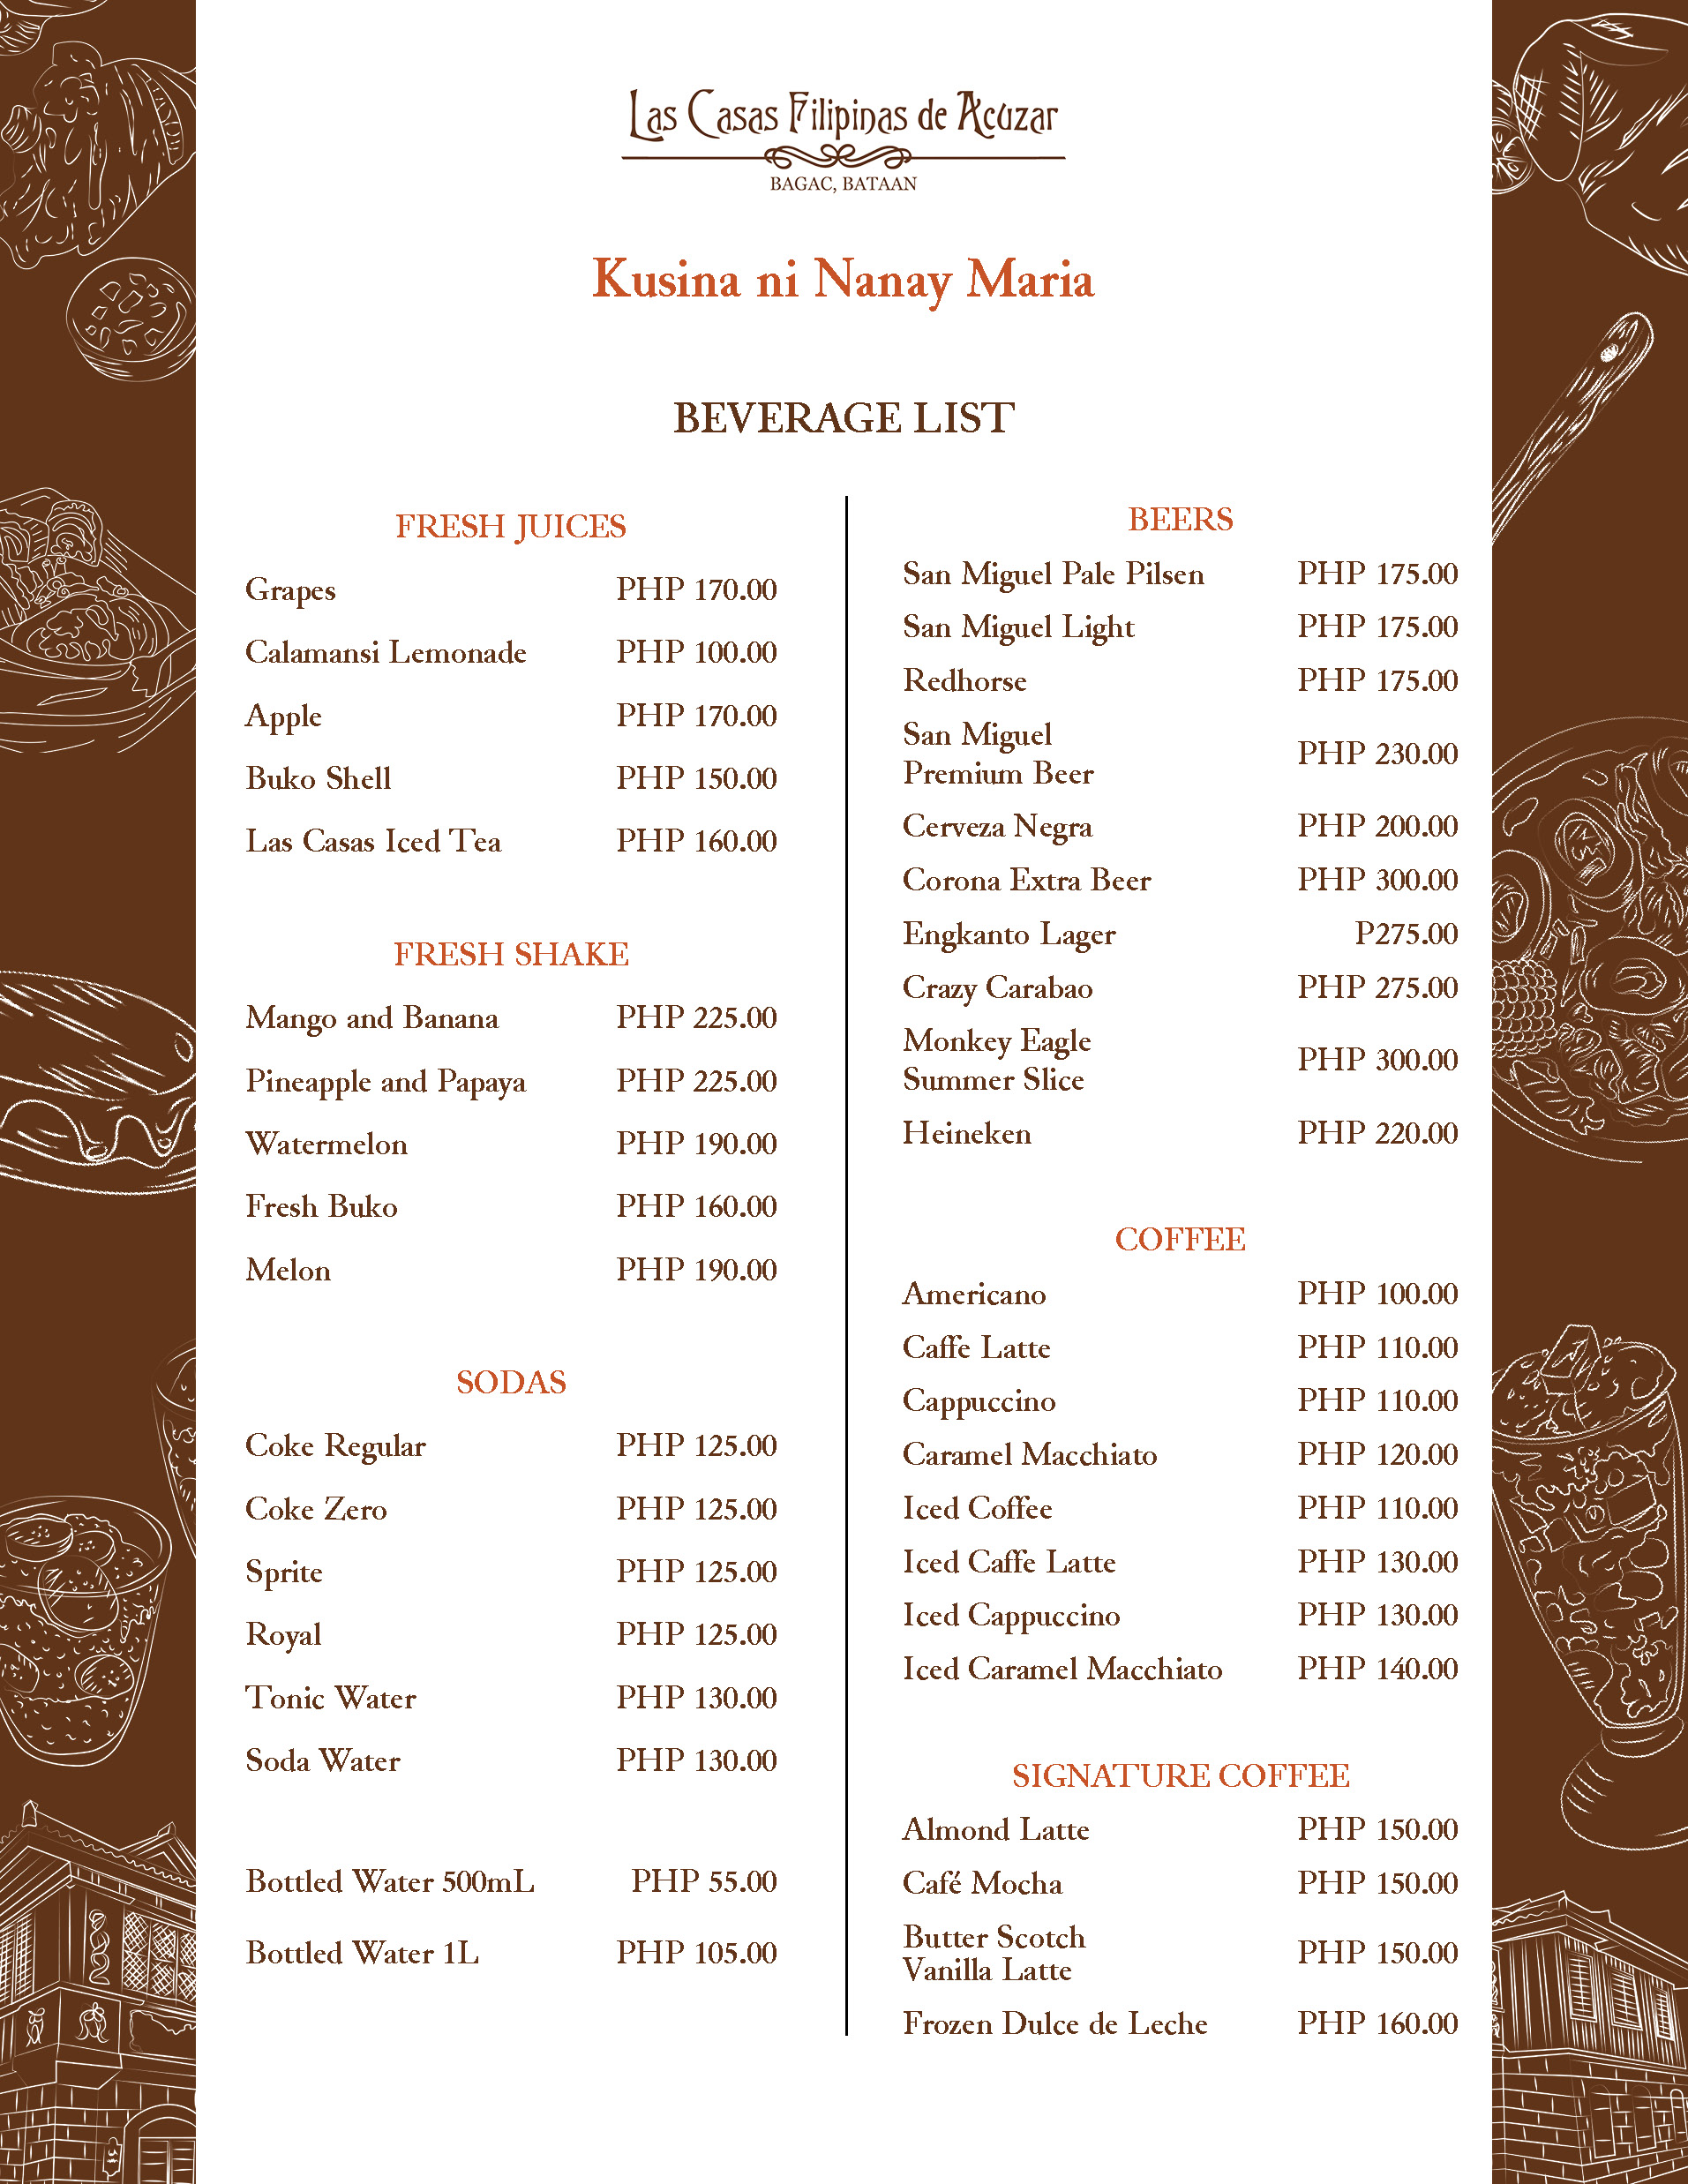 Las Casas Filipinas de Acuzar
BAGAC, BATAAN
Kusina ni Nanay Maria
BEVERAGE LIST
FRESH JUICES
Grapes PHP 170.00
Calamansi Lemonade PHP 100.00
Apple PHP 170.00
Buko Shell PHP 150.00
Las Casas Iced Tea PHP 160.00
FRESH SHAKE
Mango and Banana PHP 225.00
Pineapple and Papaya PHP 225.00
Watermelon PHP 190.00
Fresh Buko PHP 160.00
Melon PHP 190.00
SODAS
Coke Regular PHP 125.00
Coke Zero PHP 125.00
Sprite PHP 125.00
Royal PHP 125.00
Tonic Water PHP 130.00
Soda Water PHP 130.00
Bottled Water 500mL PHP 55.00
Bottled Water 1L PHP 105.00
BEERS
San Miguel Pale Pilsen PHP 175.00
San Miguel Light PHP 175.00
Redhorse PHP 175.00
San Miguel
Premium Beer PHP 230.00
Cerveza Negra PHP 200.00
Corona Extra Beer PHP 300.00
Engkanto Lager P275.00
Crazy Carabao PHP 275.00
Monkey Eagle
Summer Slice PHP 300.00
Heineken PHP 220.00
COFFEE
Americano PHP 100.00
Caffe Latte PHP 110.00
Cappuccino PHP 110.00
Caramel Macchiato PHP 120.00
Iced Coffee PHP 110.00
Iced Caffe Latte PHP 130.00
Iced Cappuccino PHP 130.00
Iced Caramel Macchiato PHP 140.00
SIGNATURE COFFEE
Almond Latte PHP 150.00
Café Mocha PHP 150.00
Butter Scotch
Vanilla Latte PHP 150.00
Frozen Dulce de Leche PHP 160.00